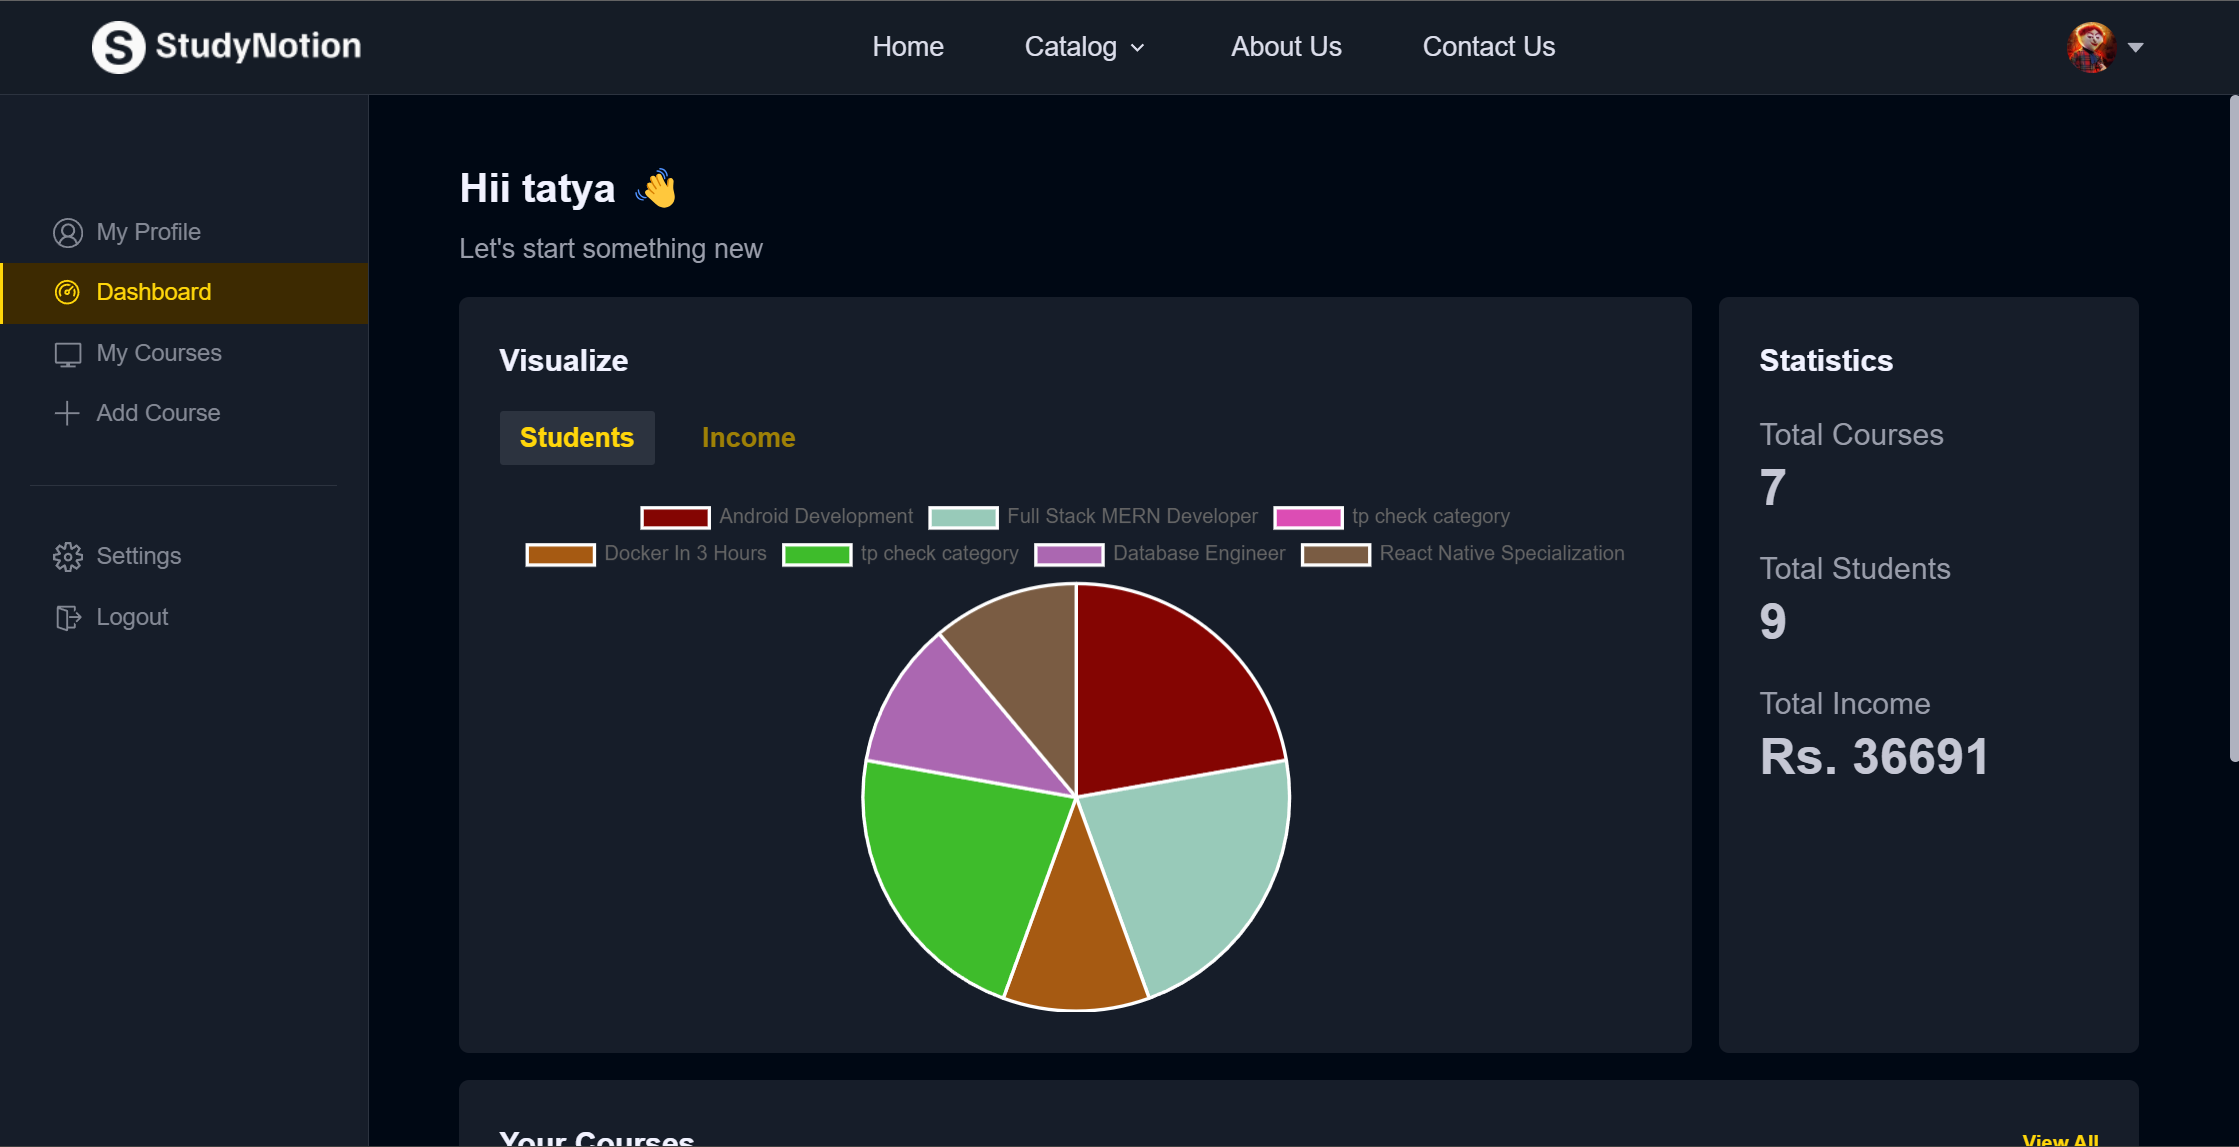 StudyNotion
Home
Catalog
About Us
Contact Us
My Profile
Dashboard
My Courses
Add Course
Settings
Logout
Hii tatya 👋
Let's start something new
Visualize
Students
Income
Android Development
Full Stack MERN Developer
tp check category
Docker In 3 Hours
tp check category
Database Engineer
React Native Specialization
Statistics
Total Courses
7
Total Students
9
Total Income
Rs. 36691
Your Courses
View All